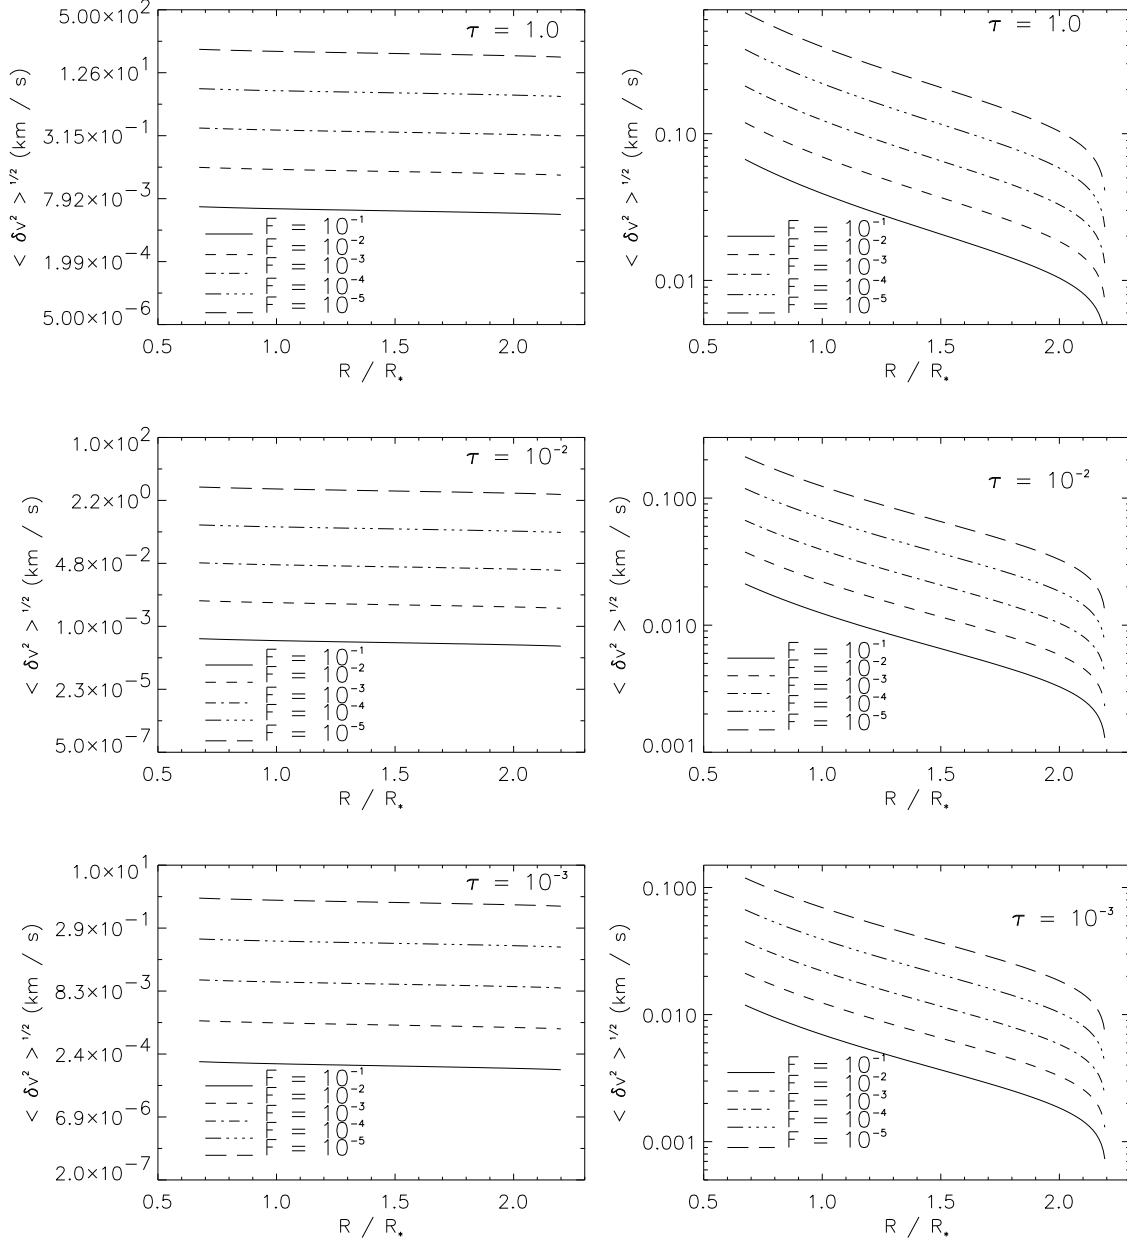 τ = 1.0
< δv² >^1/2 (km / s)
5.00×10^2
1.26×10^1
3.15×10^-1
7.92×10^-3
1.99×10^-4
5.00×10^-6
F = 10^-1
F = 10^-2
F = 10^-3
F = 10^-4
F = 10^-5
0.5 1.0 1.5 2.0
R / R*
τ = 1.0
< δv² >^1/2 (km / s)
0.10
0.01
F = 10^-1
F = 10^-2
F = 10^-3
F = 10^-4
F = 10^-5
0.5 1.0 1.5 2.0
R / R*
τ = 10^-2
< δv² >^1/2 (km / s)
1.0×10^2
2.2×10^0
4.8×10^-2
1.0×10^-3
2.3×10^-5
5.0×10^-7
F = 10^-1
F = 10^-2
F = 10^-3
F = 10^-4
F = 10^-5
0.5 1.0 1.5 2.0
R / R*
τ = 10^-2
< δv² >^1/2 (km / s)
0.100
0.010
0.001
F = 10^-1
F = 10^-2
F = 10^-3
F = 10^-4
F = 10^-5
0.5 1.0 1.5 2.0
R / R*
τ = 10^-3
< δv² >^1/2 (km / s)
1.0×10^1
2.9×10^-1
8.3×10^-3
2.4×10^-4
6.9×10^-6
2.0×10^-7
F = 10^-1
F = 10^-2
F = 10^-3
F = 10^-4
F = 10^-5
0.5 1.0 1.5 2.0
R / R*
τ = 10^-3
< δv² >^1/2 (km / s)
0.100
0.010
0.001
F = 10^-1
F = 10^-2
F = 10^-3
F = 10^-4
F = 10^-5
0.5 1.0 1.5 2.0
R / R*